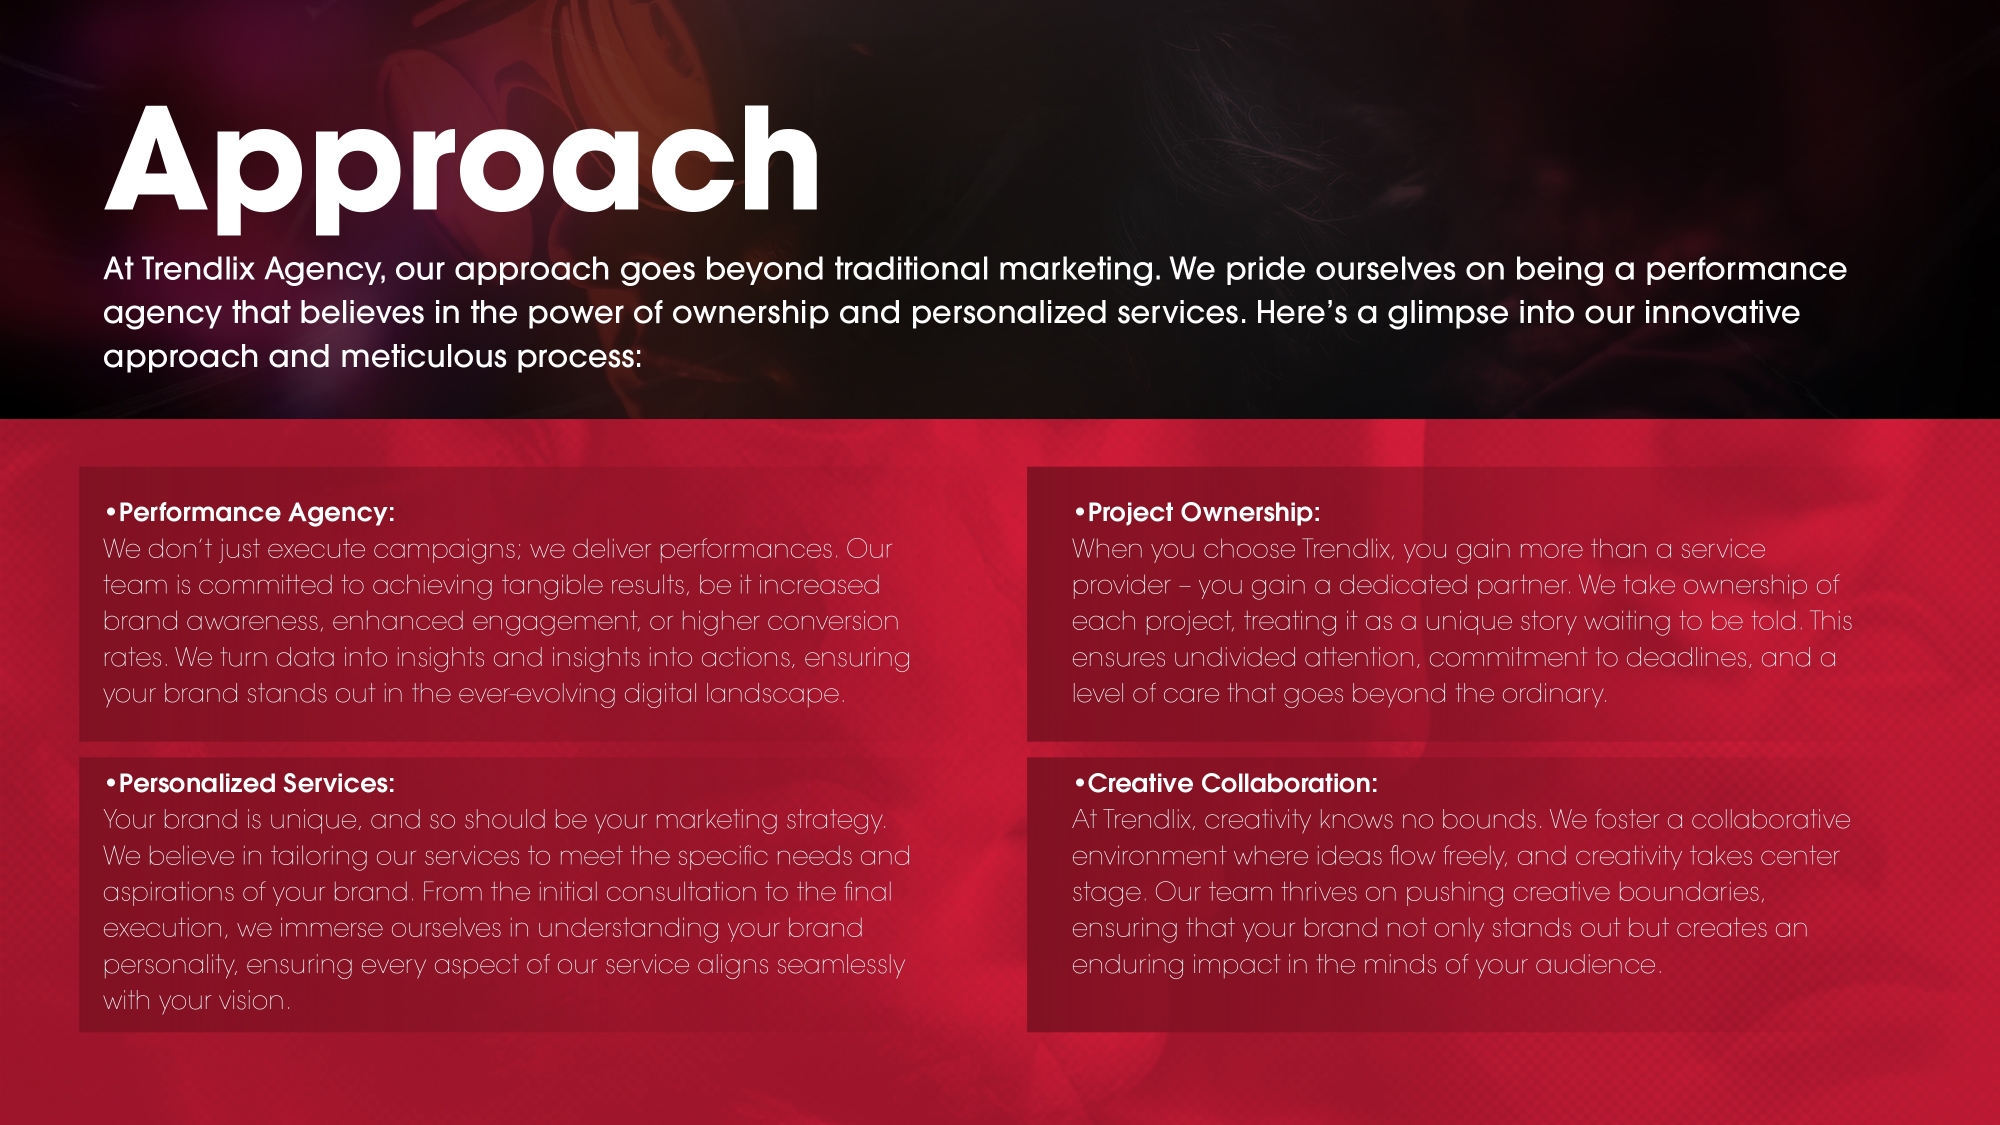 Approach
At Trendlix Agency, our approach goes beyond traditional marketing. We pride ourselves on being a performance
agency that believes in the power of ownership and personalized services. Here’s a glimpse into our innovative
approach and meticulous process:
•Performance Agency:
We don’t just execute campaigns; we deliver performances. Our
team is committed to achieving tangible results, be it increased
brand awareness, enhanced engagement, or higher conversion
rates. We turn data into insights and insights into actions, ensuring
your brand stands out in the ever-evolving digital landscape.
•Project Ownership:
When you choose Trendlix, you gain more than a service
provider – you gain a dedicated partner. We take ownership of
each project, treating it as a unique story waiting to be told. This
ensures undivided attention, commitment to deadlines, and a
level of care that goes beyond the ordinary.
•Personalized Services:
Your brand is unique, and so should be your marketing strategy.
We believe in tailoring our services to meet the specific needs and
aspirations of your brand. From the initial consultation to the final
execution, we immerse ourselves in understanding your brand
personality, ensuring every aspect of our service aligns seamlessly
with your vision.
•Creative Collaboration:
At Trendlix, creativity knows no bounds. We foster a collaborative
environment where ideas flow freely, and creativity takes center
stage. Our team thrives on pushing creative boundaries,
ensuring that your brand not only stands out but creates an
enduring impact in the minds of your audience.